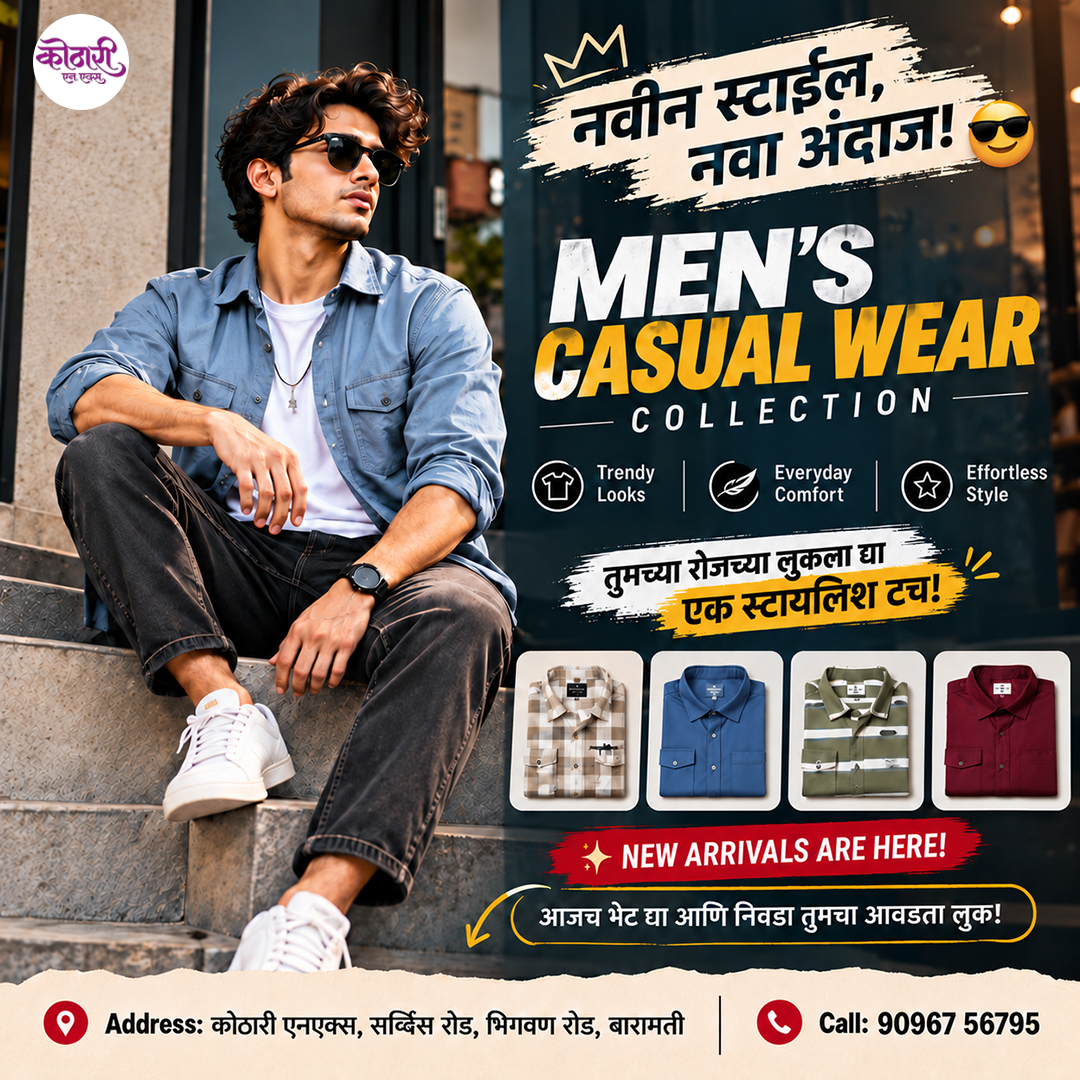 कोठारी
एन एक्स
नवीन स्टाईल,
नवा अंदाज!
MEN'S
CASUAL WEAR
COLLECTION
Trendy
Looks
Everyday
Comfort
Effortless
Style
तुमच्या रोजच्या लुकला द्या
एक स्टायलिश टच!
NEW ARRIVALS ARE HERE!
आजच भेट द्या आणि निवडा तुमचा आवडता लुक!
Address: कोठारी एनएक्स, सर्व्हिस रोड, भिगवण रोड, बारामती
Call: 90967 56795